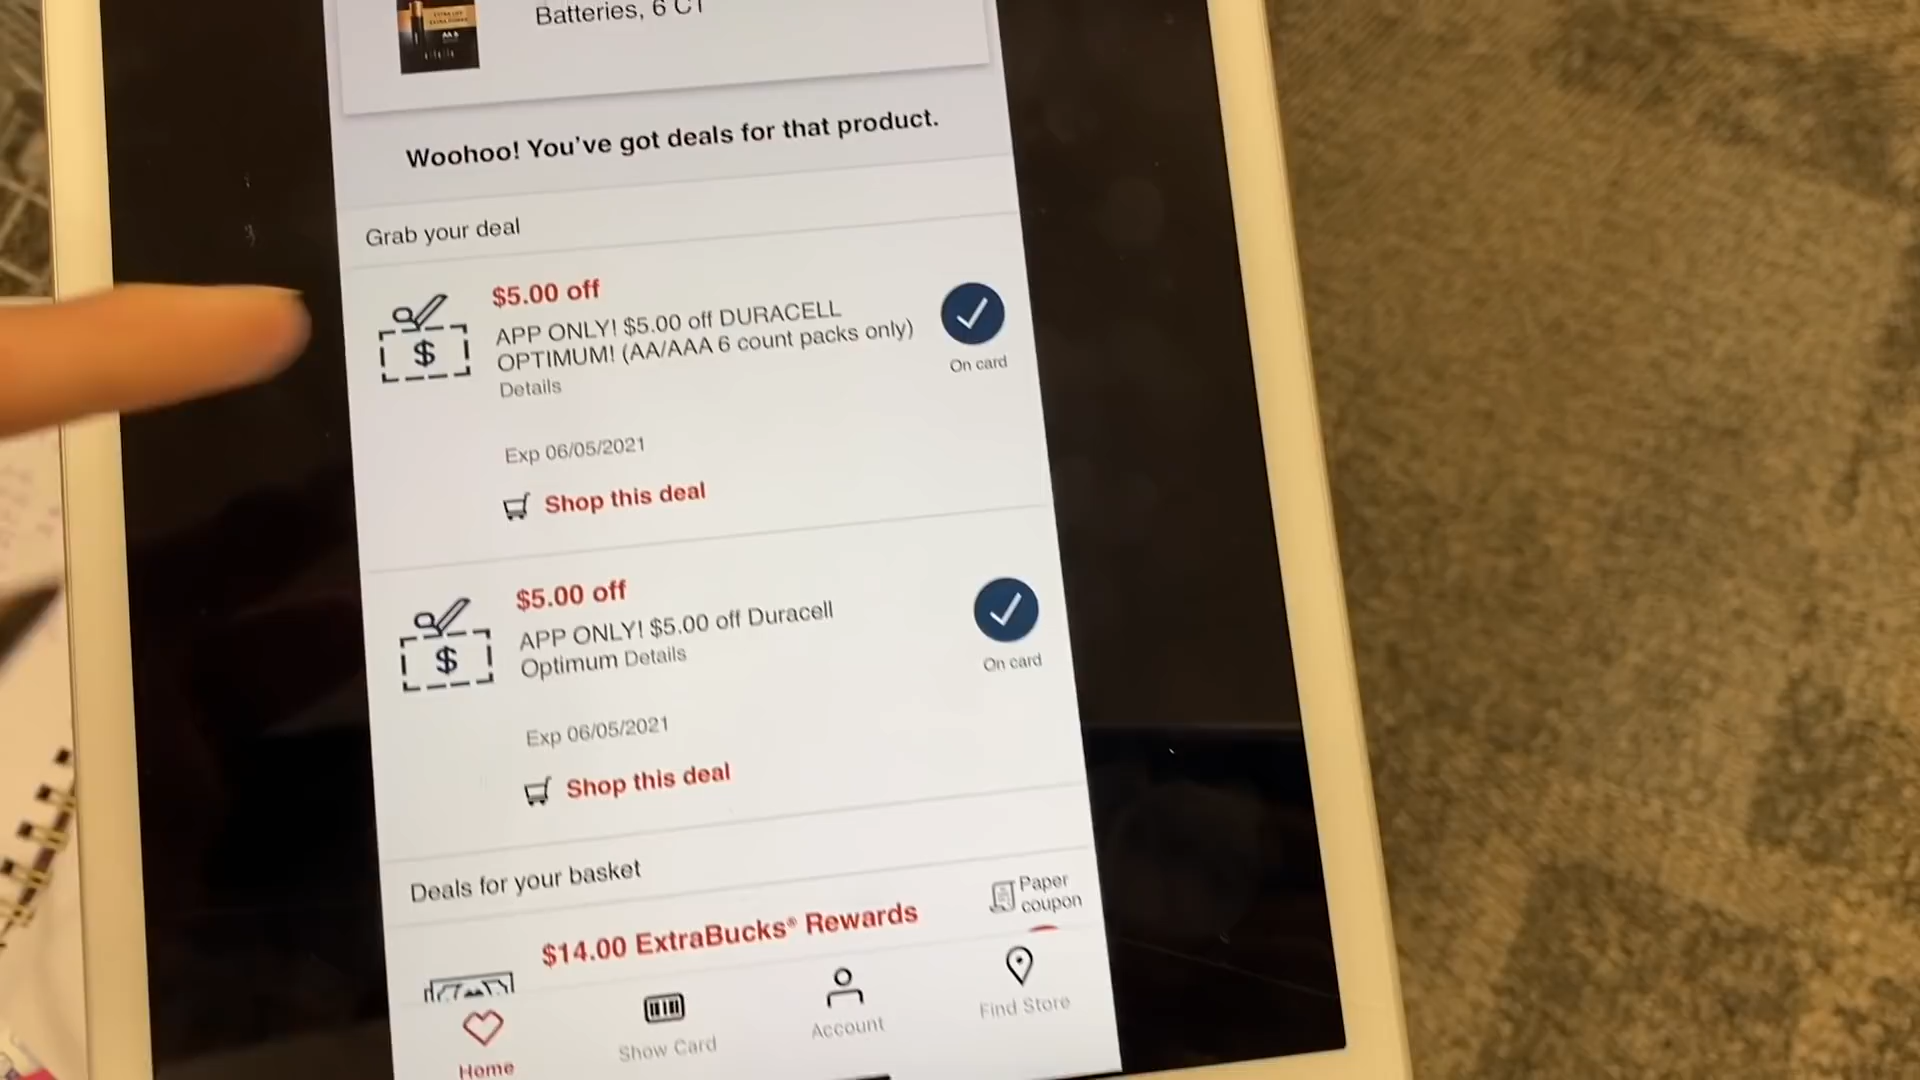 Batteries, 6 CT
Woohoo! You've got deals for that product.
Grab your deal
$5.00 off
APP ONLY! $5.00 off DURACELL
OPTIMUM! (AA/AAA 6 count packs only)
Details
On card
Exp 06/05/2021
Shop this deal
$5.00 off
APP ONLY! $5.00 off Duracell
Optimum Details
On card
Exp 06/05/2021
Shop this deal
Deals for your basket
Paper
coupon
$14.00 ExtraBucks® Rewards
Home
Show Card
Account
Find Store